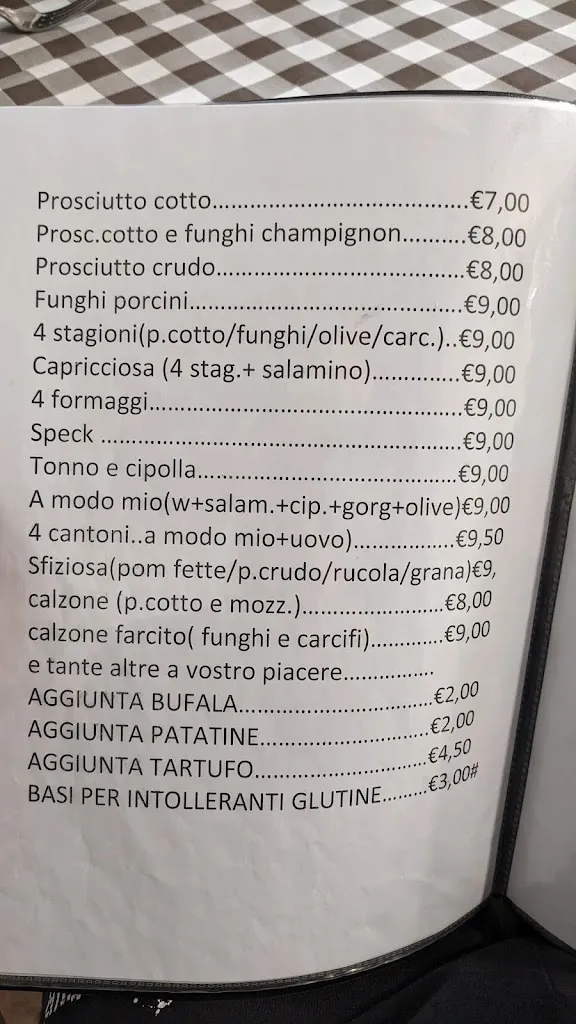 Prosciutto cotto................................€7,00
Prosc.cotto e funghi champignon..........€8,00
Prosciutto crudo...............................€8,00
Funghi porcini..................................€9,00
4 stagioni(p.cotto/funghi/olive/carc.)..€9,00
Capricciosa (4 stag.+ salamino)...........€9,00
4 formaggi.......................................€9,00
Speck .............................................€9,00
Tonno e cipolla.................................€9,00
A modo mio(w+salam.+cip.+gorg+olive)€9,00
4 cantoni..a modo mio+uovo)................€9,50
Sfiziosa(pom fette/p.crudo/rucola/grana)€9,
calzone (p.cotto e mozz.)..................€8,00
calzone farcito( funghi e carcifi)...........€9,00
e tante altre a vostro piacere..............
AGGIUNTA BUFALA...........................€2,00
AGGIUNTA PATATINE........................€2,00
AGGIUNTA TARTUFO.........................€4,50
BASI PER INTOLLERANTI GLUTINE.........€3,00#